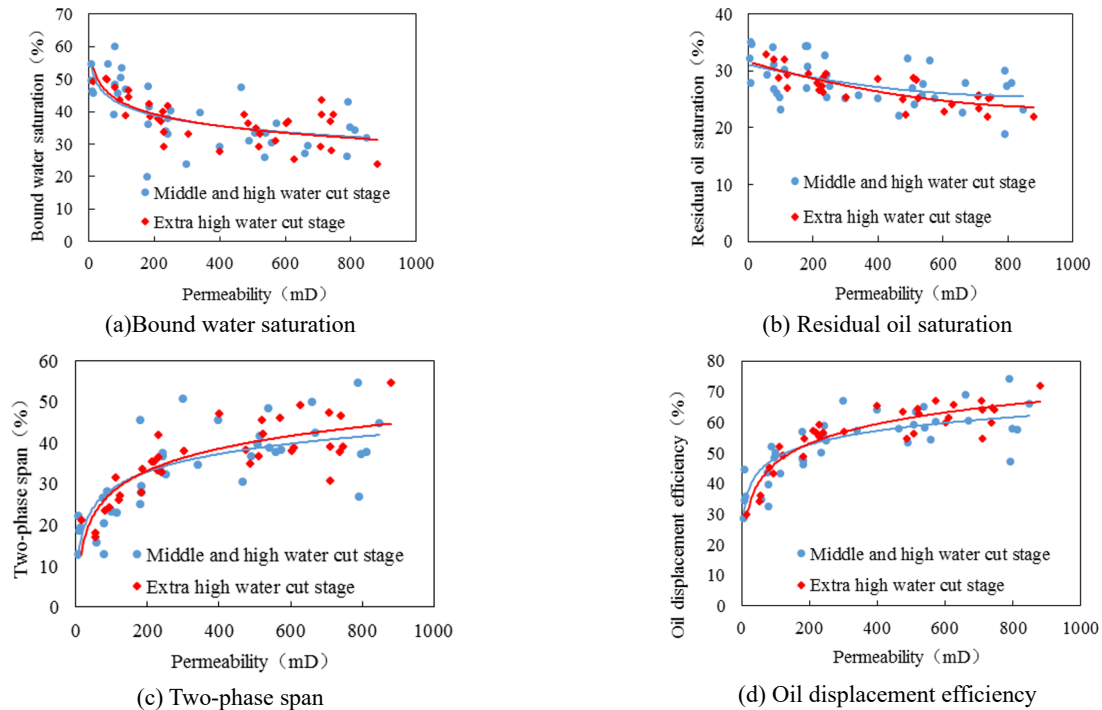 70
60
50
40
30
20
10
0
Bound water saturation（%）
Middle and high water cut stage
Extra high water cut stage
0 200 400 600 800 1000
Permeability（mD）
(a)Bound water saturation
40
30
20
10
0
Residual oil saturation（%）
Middle and high water cut stage
Extra high water cut stage
0 200 400 600 800 1000
Permeability（mD）
(b) Residual oil saturation
60
50
40
30
20
10
0
Two-phase span（%）
Middle and high water cut stage
Extra high water cut stage
0 200 400 600 800 1000
Permeability（mD）
(c) Two-phase span
80
70
60
50
40
30
20
10
0
Oil displacement efficiency（%）
Middle and high water cut stage
Extra high water cut stage
0 200 400 600 800 1000
Permeability（mD）
(d) Oil displacement efficiency